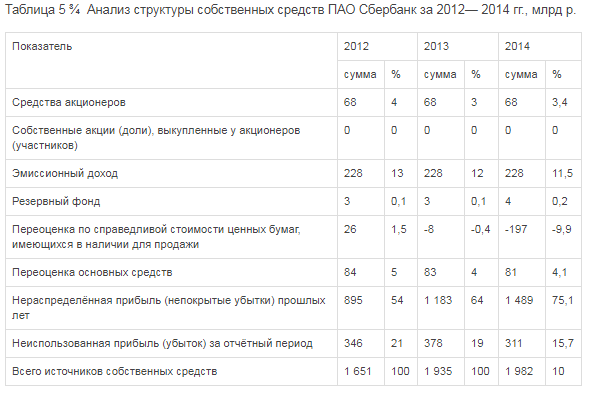 Таблица 5 ¾ Анализ структуры собственных средств ПАО Сбербанк за 2012— 2014 гг., млрд р.
Показатель 2012 2013 2014
сумма % сумма % сумма %
Средства акционеров 68 4 68 3 68 3,4
Собственные акции (доли), выкупленные у акционеров 0 0 0 0 0 0
(участников)
Эмиссионный доход 228 13 228 12 228 11,5
Резервный фонд 3 0,1 3 0,1 4 0,2
Переоценка по справедливой стоимости ценных бумаг, 26 1,5 -8 -0,4 -197 -9,9
имеющихся в наличии для продажи
Переоценка основных средств 84 5 83 4 81 4,1
Нераспределённая прибыль (непокрытые убытки) прошлых 895 54 1 183 64 1 489 75,1
лет
Неиспользованная прибыль (убыток) за отчётный период 346 21 378 19 311 15,7
Всего источников собственных средств 1 651 100 1 935 100 1 982 10